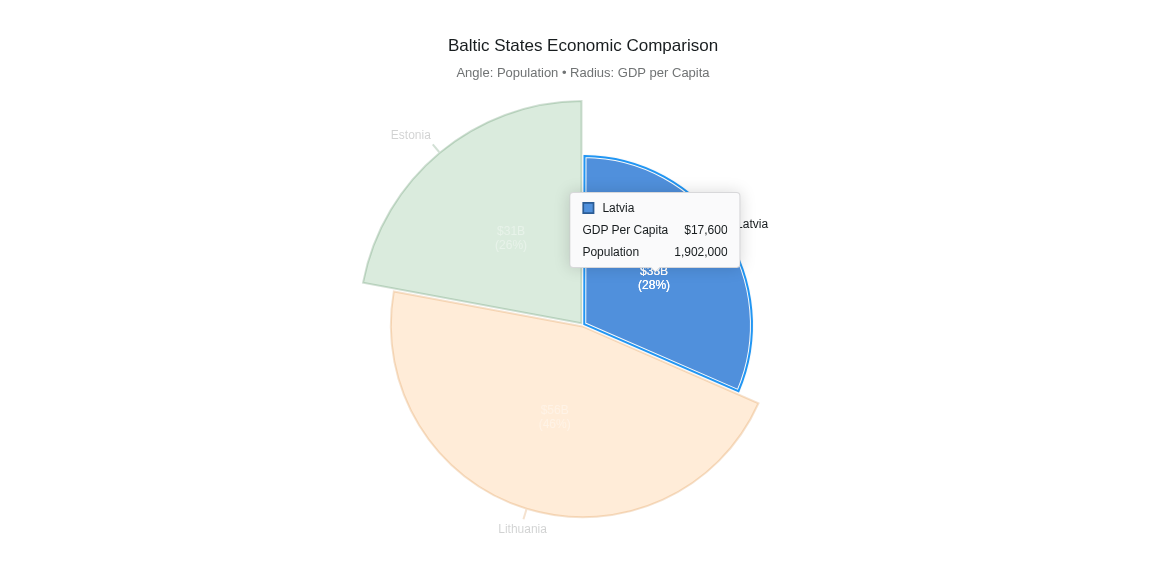 Baltic States Economic Comparison
Angle: Population • Radius: GDP per Capita
Estonia
Latvia
GDP Per Capita $17,600
Population 1,902,000
Latvia
$31B
(26%)
(28%)
(46%)
Lithuania